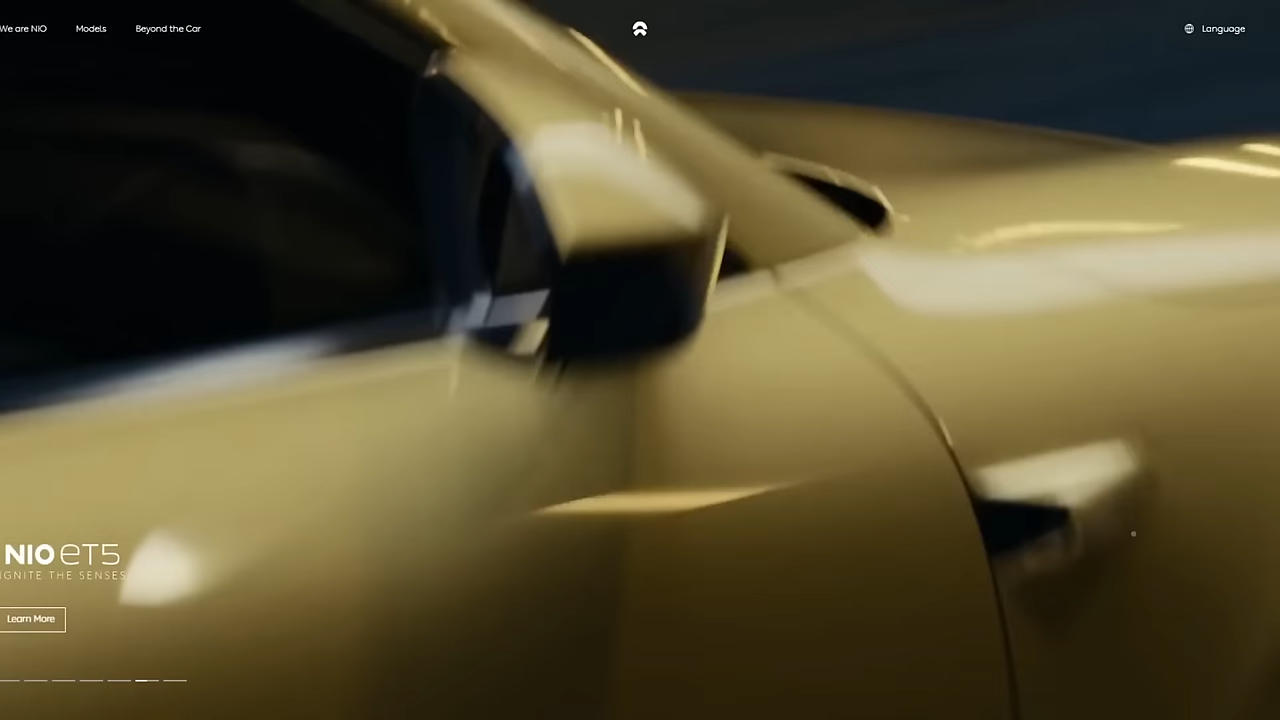 We are NIO
Models
Beyond the Car
Language
NIO eT5
IGNITE THE SENSES
Learn More